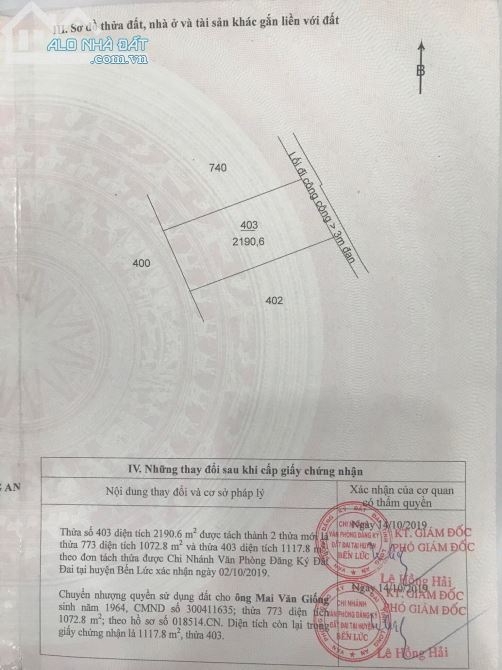 III. Sơ đồ thửa đất, nhà ở và tài sản khác gắn liền với đất
ALO NHÀ ĐẤT
.com.vn
B
740
Lối đi công công > 3m đan
403
2190,6
400
402
G AN
IV. Những thay đổi sau khi cấp giấy chứng nhận
Nội dung thay đổi và cơ sở pháp lý
Xác nhận của cơ quan
có thẩm quyền
Thửa số 403 diện tích 2190.6 m² được tách thành 2 thửa mới là
thửa 773 diện tích 1072.8 m² và thửa 403 diện tích 1117.8 m²
theo đơn tách thửa được Chi Nhánh Văn Phòng Đăng Ký Đất
Đai tại huyện Bến Lức xác nhận ngày 02/10/2019.
Ngày 14/10/2019
KT. GIÁM ĐỐC
PHÓ GIÁM ĐỐC
CHI NHÁNH
VĂN PHÒNG ĐĂNG KÝ
ĐẤT ĐAI TẠI HUYỆN
BẾN LỨC
Lê Hồng Hải
Chuyển nhượng quyền sử dụng đất cho ông Mai Văn Giống
sinh năm 1964, CMND số 300411635; thửa 773 diện tích
1072.8 m²; theo hồ sơ số 018514.CN. Diện tích còn lại trong
giấy chứng nhận là 1117.8 m², thửa 403.
Ngày 14/10/2019
KT. GIÁM ĐỐC
PHÓ GIÁM ĐỐC
CHI NHÁNH
VĂN PHÒNG ĐĂNG KÝ
ĐẤT ĐAI TẠI HUYỆN
BẾN LỨC
Lê Hồng Hải